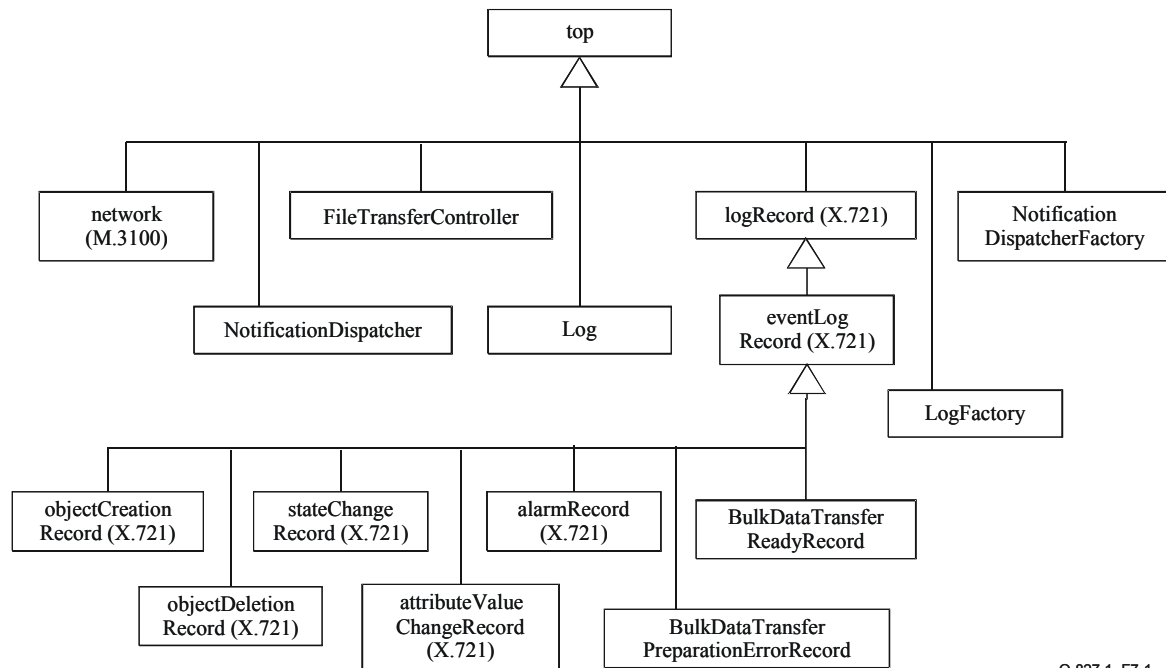 top
network
(M.3100)
FileTransferController
logRecord (X.721)
Notification
DispatcherFactory
NotificationDispatcher
Log
eventLog
Record (X.721)
LogFactory
objectCreation
Record (X.721)
stateChange
Record (X.721)
alarmRecord
(X.721)
BulkDataTransfer
ReadyRecord
objectDeletion
Record (X.721)
attributeValue
ChangeRecord
(X.721)
BulkDataTransfer
PreparationErrorRecord